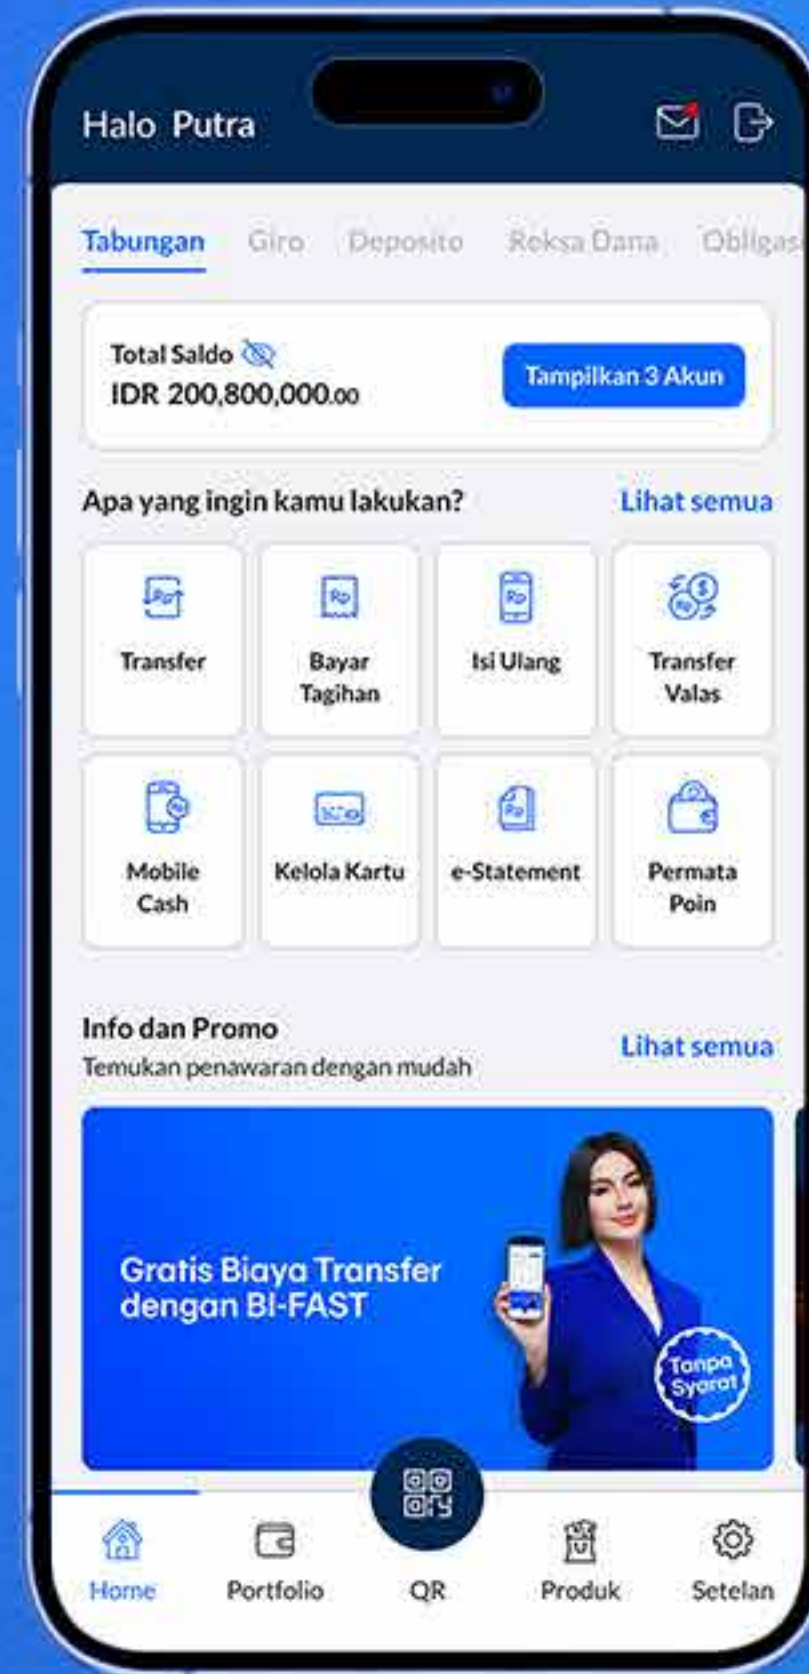 Halo Putra
Tabungan Giro Deposito Reksa Dana Obligas
Total Saldo
IDR 200,800,000.00
Tampilkan 3 Akun
Apa yang ingin kamu lakukan? Lihat semua
Transfer
Bayar
Tagihan
Isi Ulang
Transfer
Valas
Mobile
Cash
Kelola Kartu
e-Statement
Permata
Poin
Info dan Promo
Temukan penawaran dengan mudah
Lihat semua
Gratis Biaya Transfer
dengan BI-FAST
Tanpa
Syarat
Home Portfolio QR Produk Setelan